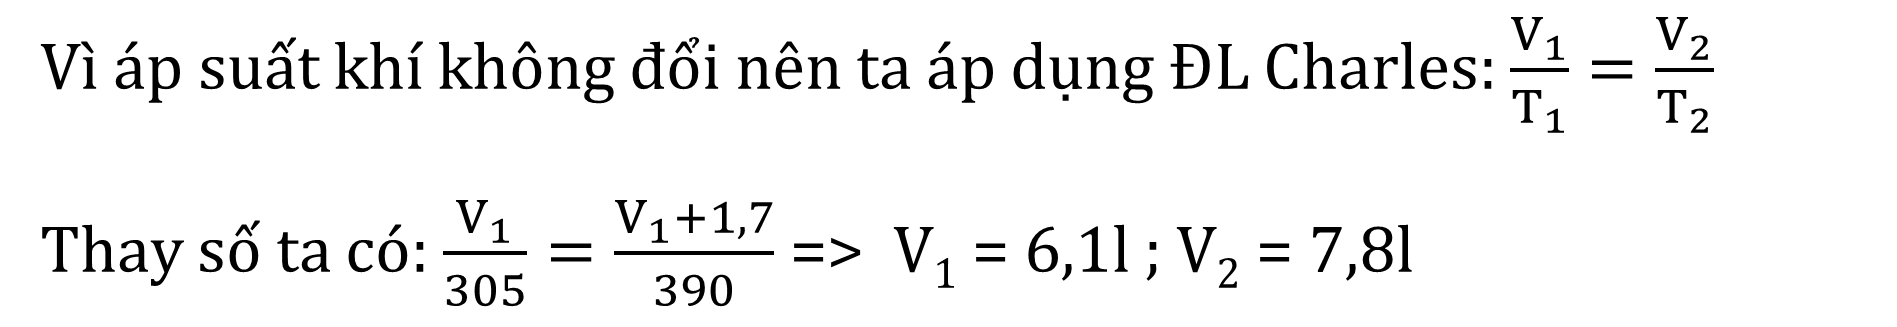 Vì áp suất khí không đổi nên ta áp dụng ĐL Charles: V₁/T₁ = V₂/T₂
Thay số ta có: V₁/305 = (V₁+1,7)/390 => V₁ = 6,1l ; V₂ = 7,8l